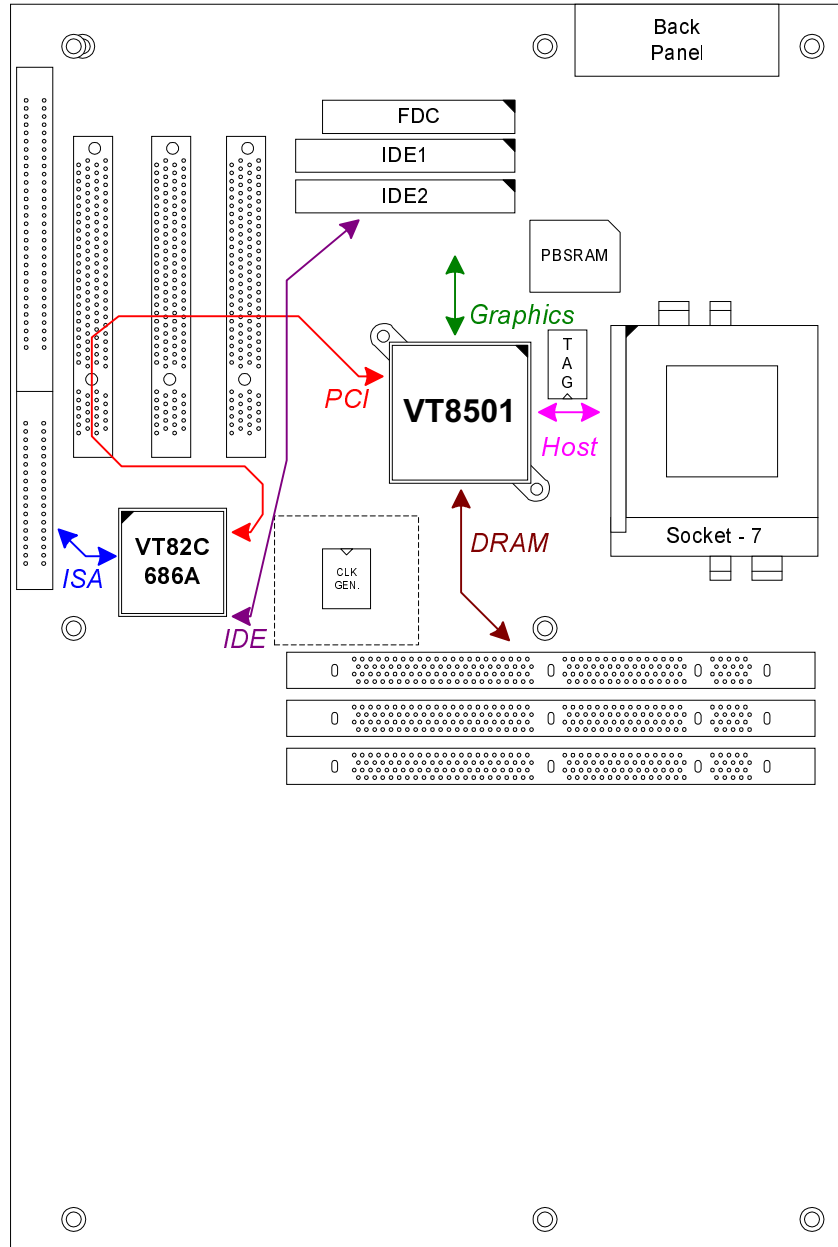 Back
Panel
FDC
IDE1
IDE2
PBSRAM
Graphics
T
A
G
PCI
VT8501
Host
Socket - 7
DRAM
VT82C
686A
ISA
CLK
GEN.
IDE